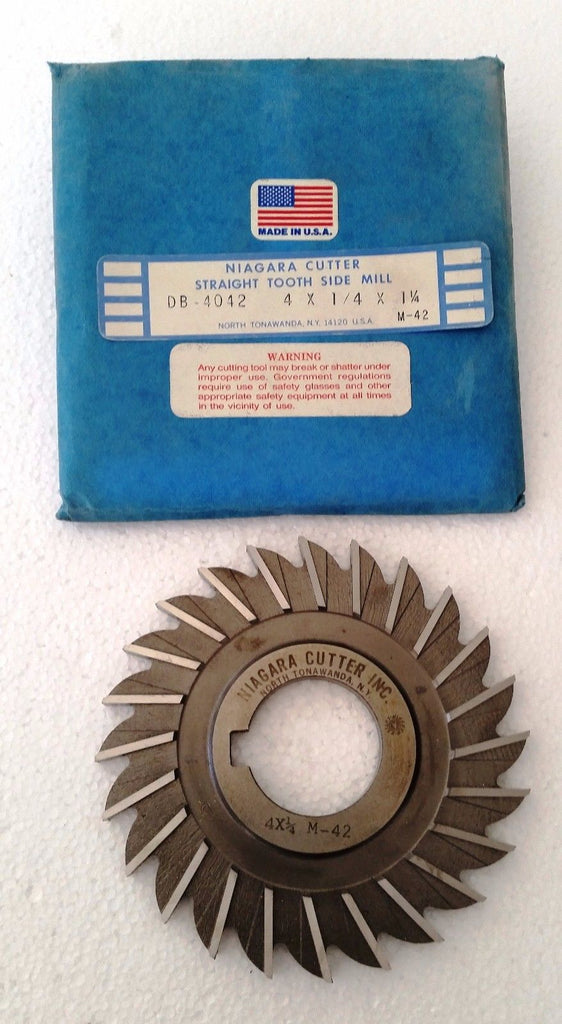 MADE IN U.S.A.
NIAGARA CUTTER
STRAIGHT TOOTH SIDE MILL
DB-4042 4 X 1/4 X 1¼
M-42
NORTH TONAWANDA, N.Y. 14120 U.S.A.
WARNING
Any cutting tool may break or shatter under
improper use. Government regulations
require use of safety glasses and other
appropriate safety equipment at all times
in the vicinity of use.
NIAGARA CUTTER INC.
NORTH TONAWANDA, N.Y.
4X¼ M-42